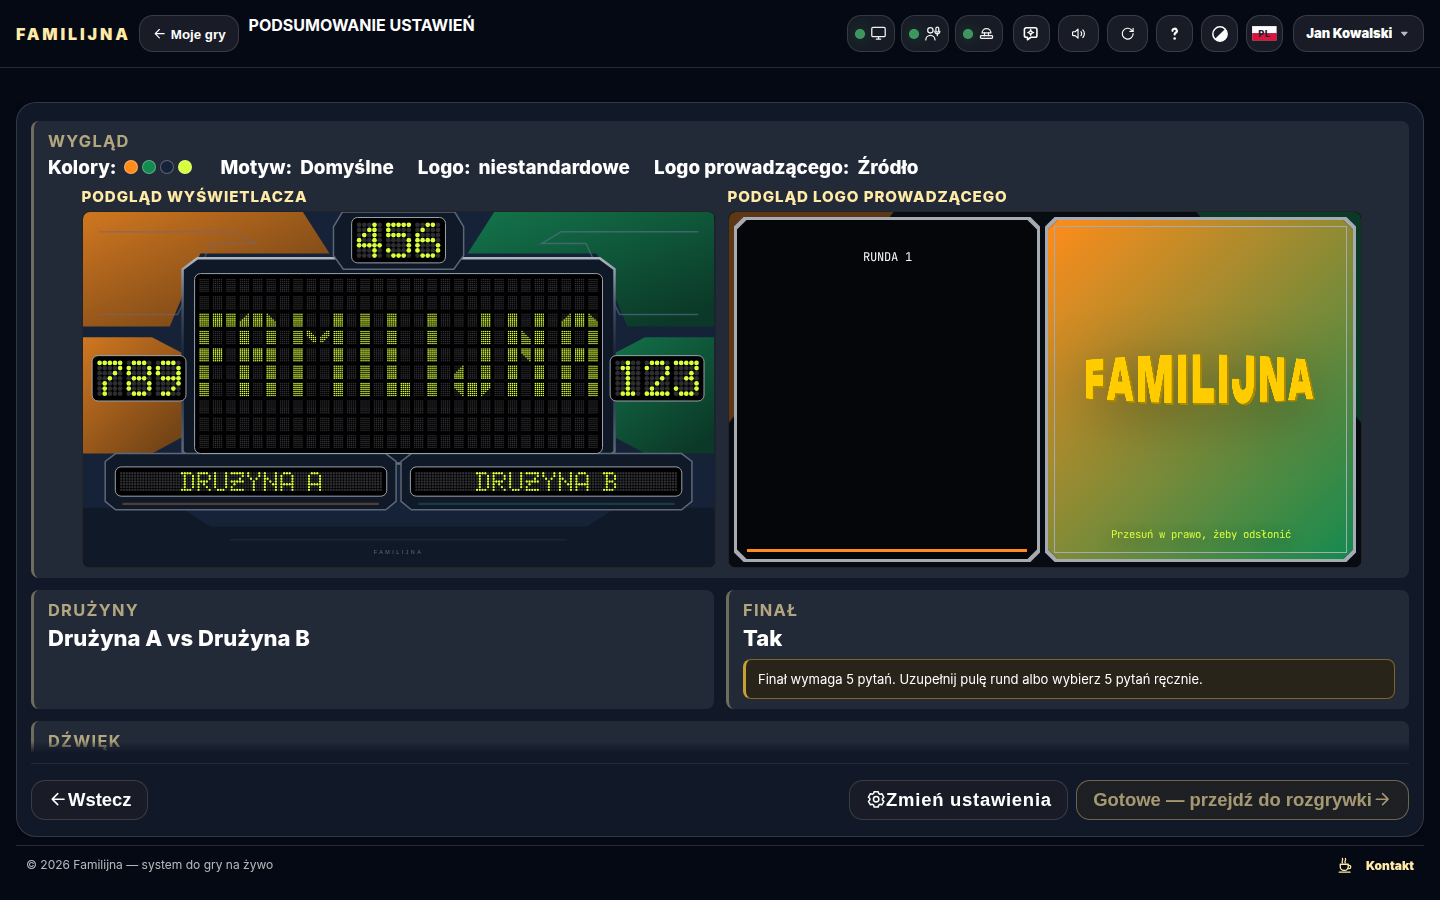 FAMILIJNA
Moje gry
PODSUMOWANIE USTAWIEŃ
PL
Jan Kowalski
WYGLĄD
Kolory:
Motyw: Domyślne
Logo: niestandardowe
Logo prowadzącego: Źródło
PODGLĄD WYŚWIETLACZA
PODGLĄD LOGO PROWADZĄCEGO
456
789
123
DRUŻYNA A
DRUŻYNA B
FAMILIJNA
RUNDA 1
FAMILIJNA
Przesuń w prawo, żeby odsłonić
DRUŻYNY
Drużyna A vs Drużyna B
FINAŁ
Tak
Finał wymaga 5 pytań. Uzupełnij pulę rund albo wybierz 5 pytań ręcznie.
DŹWIĘK
Wstecz
Zmień ustawienia
Gotowe — przejdź do rozgrywki
© 2026 Familijna — system do gry na żywo
Kontakt